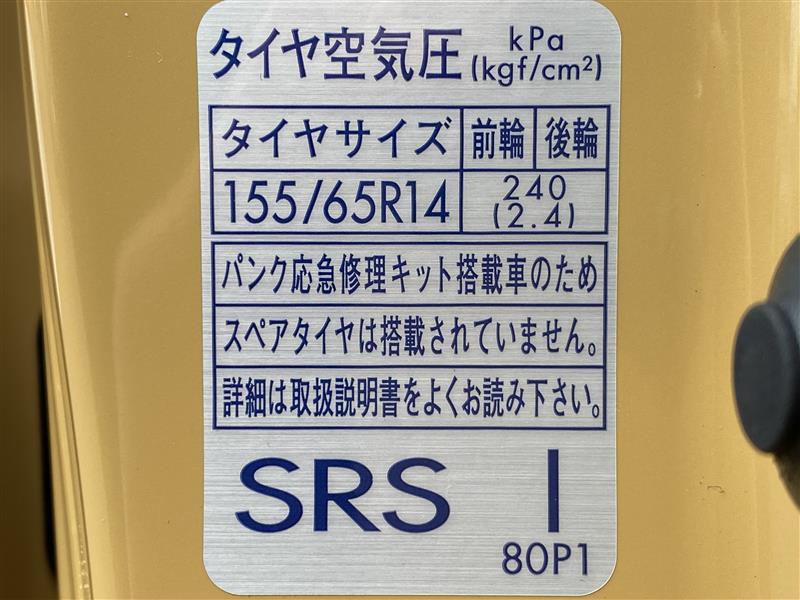 タイヤ空気圧 kPa (kgf/cm²)
タイヤサイズ 前輪 後輪
155/65R14 240 (2.4)
パンク応急修理キット搭載車のため
スペアタイヤは搭載されていません。
詳細は取扱説明書をよくお読み下さい。
SRS I
80P1